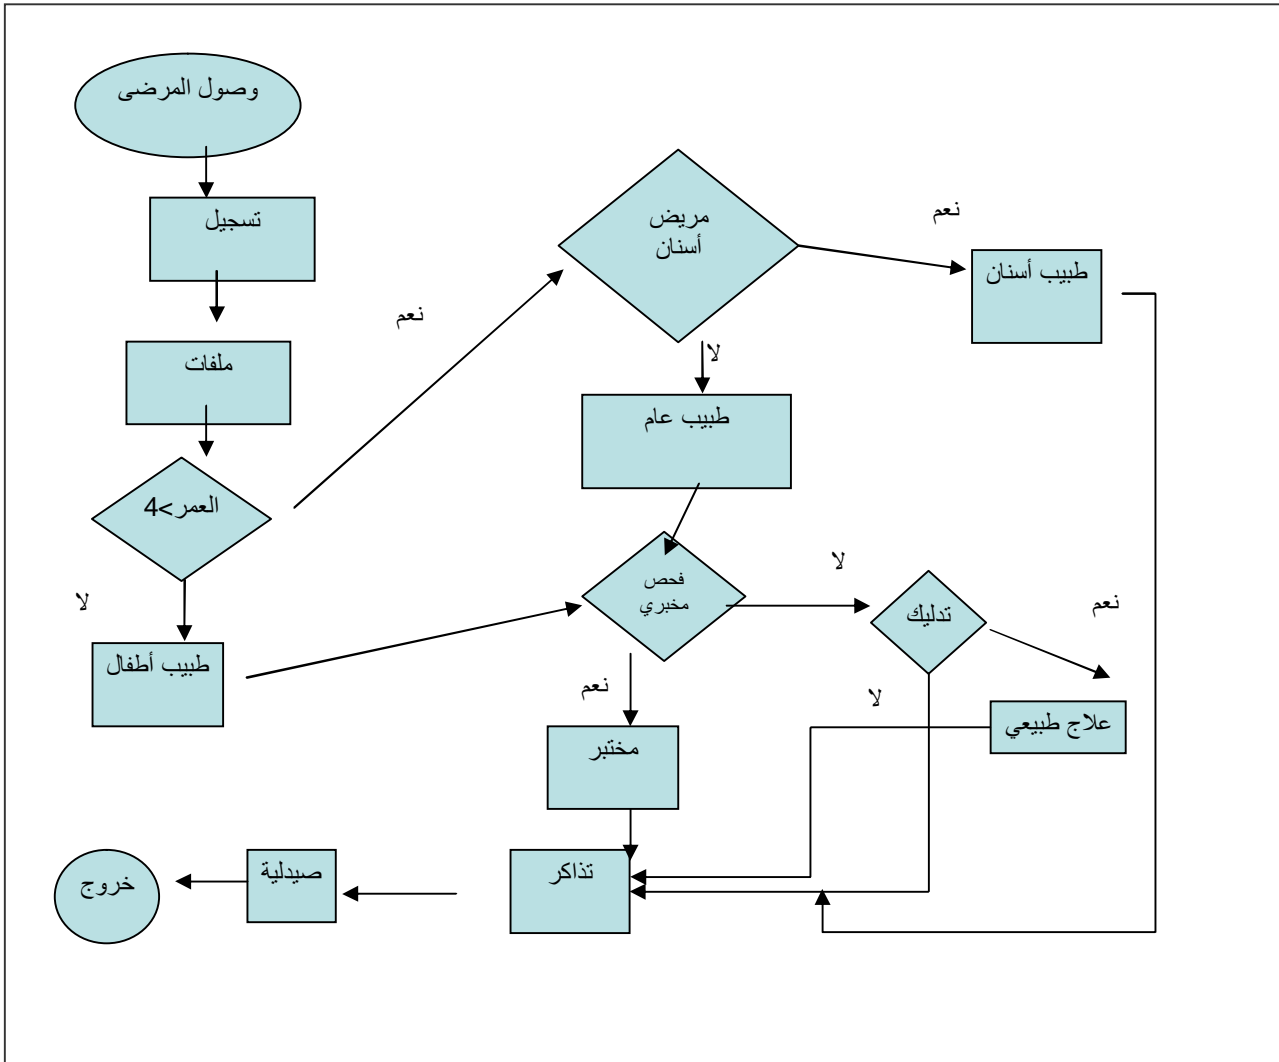 وصول المرضى
تسجيل
ملفات
العمر>4
نعم
لا
طبيب أطفال
مريض
أسنان
نعم
طبيب أسنان
لا
طبيب عام
فحص
مخبري
لا
تدليك
نعم
علاج طبيعي
لا
نعم
مختبر
تذاكر
صيدلية
خروج